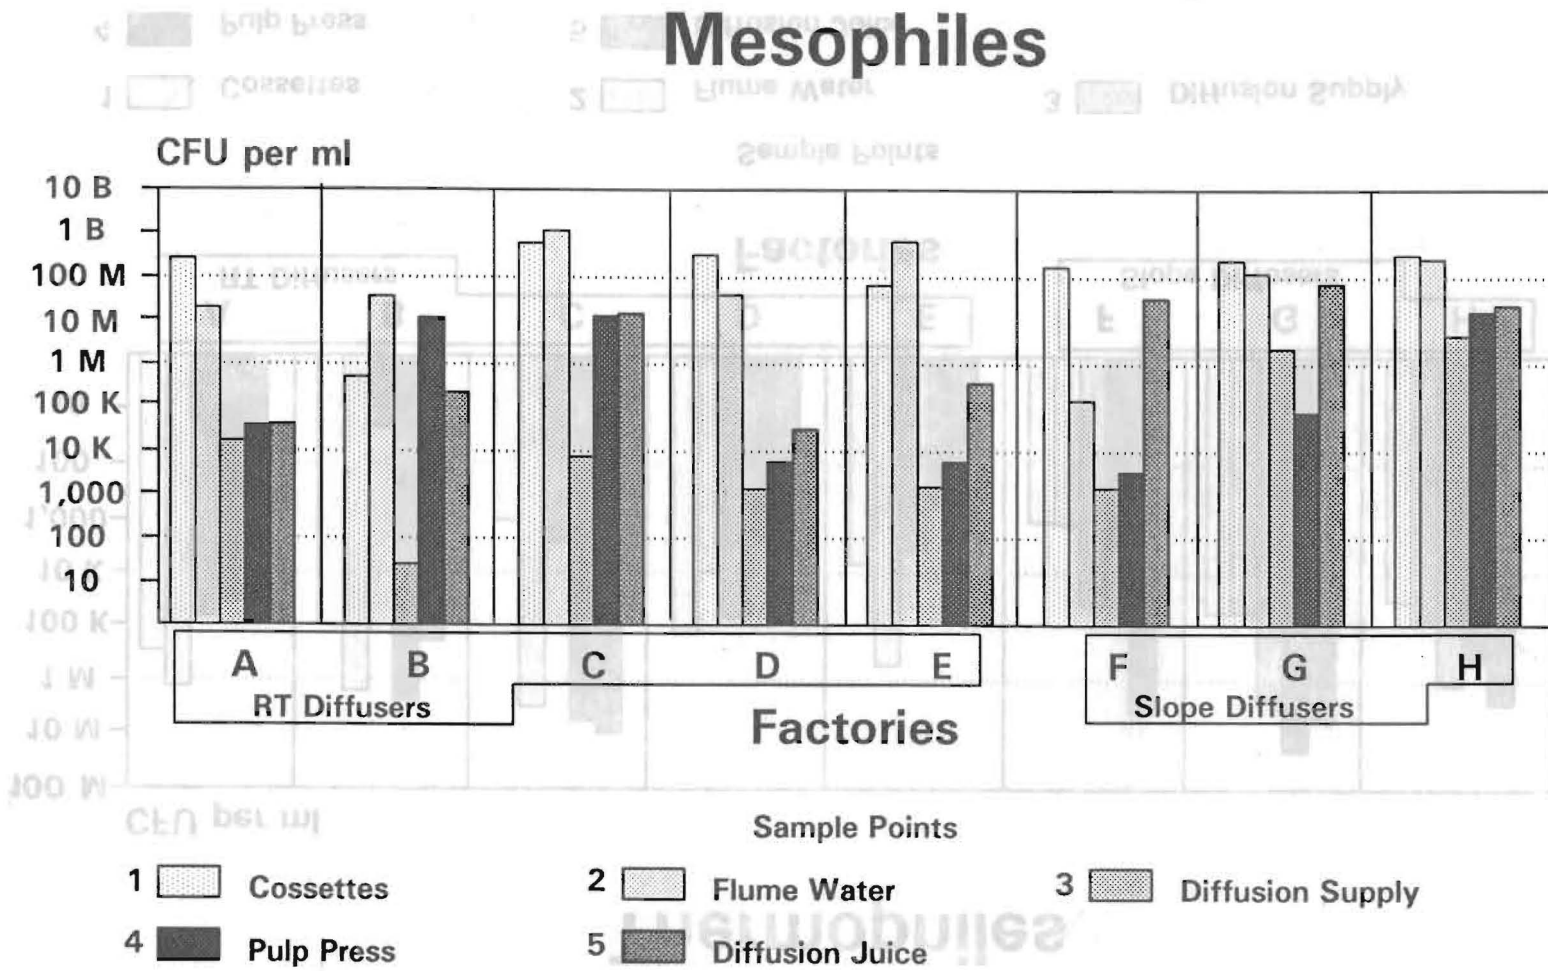 Mesophiles
CFU per ml
10 B
1 B
100 M
10 M
1 M
100 K
10 K
1,000
100
10
A B C D E F G H
RT Diffusers Slope Diffusers
Factories
Sample Points
1 Cossettes 2 Flume Water 3 Diffusion Supply
4 Pulp Press 5 Diffusion Juice